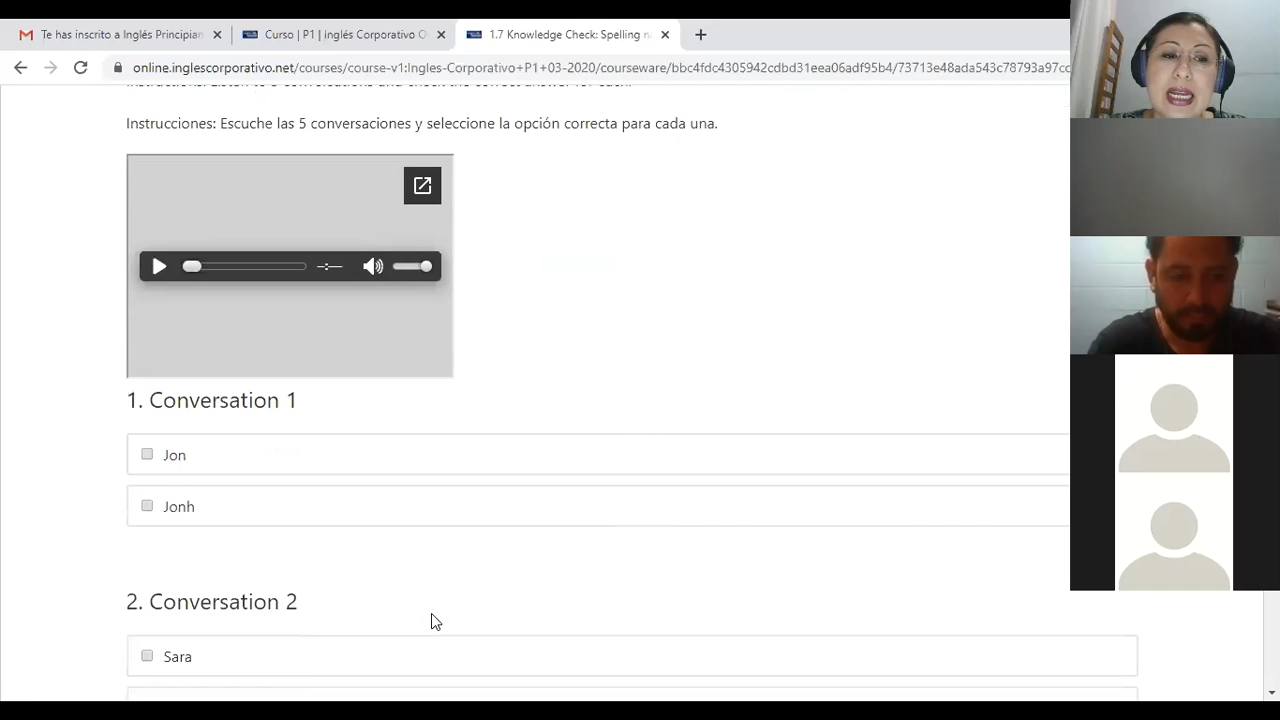 Te has inscrito a Inglés Principian
Curso | P1 | inglés Corporativo O
1.7 Knowledge Check: Spelling na
online.inglescorporativo.net/courses/course-v1:Ingles-Corporativo+P1+03-2020/courseware/bbc4fdc4305942cdbd31eea06adf95b4/73713e48ada543c78793a97cc
Instrucciones: Escuche las 5 conversaciones y seleccione la opción correcta para cada una.
1. Conversation 1
Jon
Jonh
2. Conversation 2
Sara